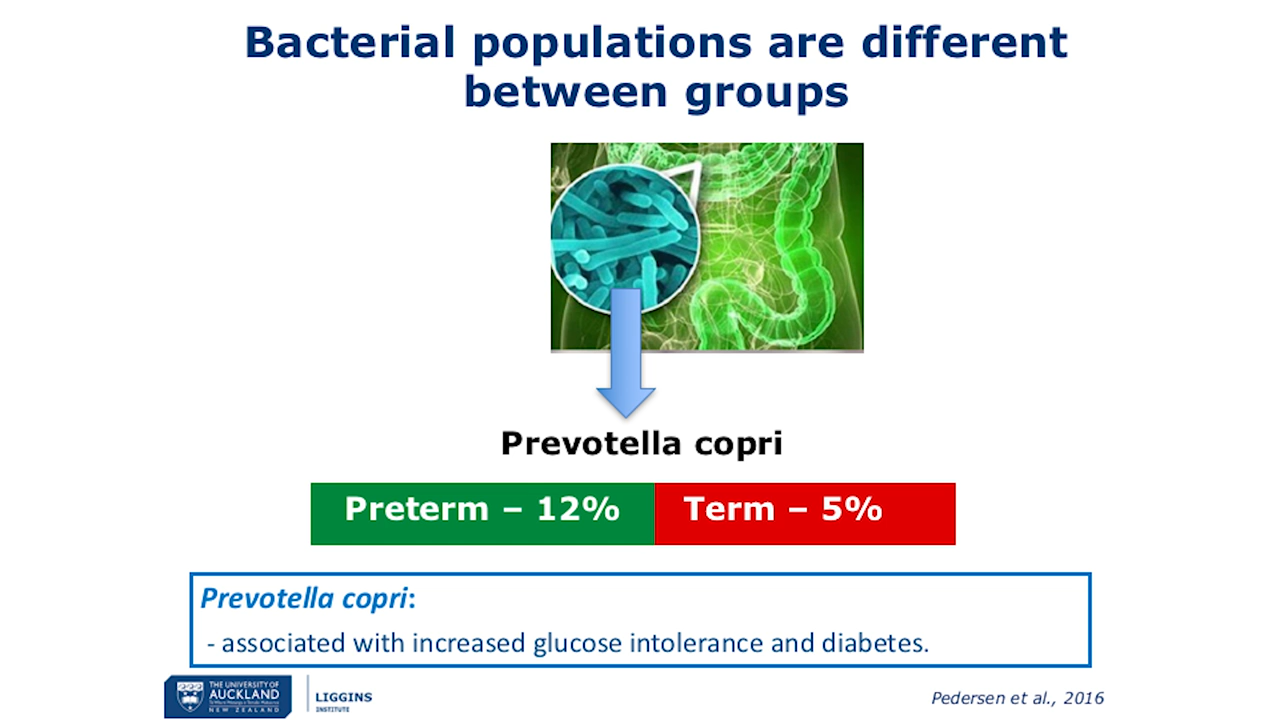 Bacterial populations are different
between groups
Prevotella copri
Preterm – 12%
Term – 5%
Prevotella copri:
- associated with increased glucose intolerance and diabetes.
THE UNIVERSITY OF
AUCKLAND
NEW ZEALAND
LIGGINS
INSTITUTE
Pedersen et al., 2016